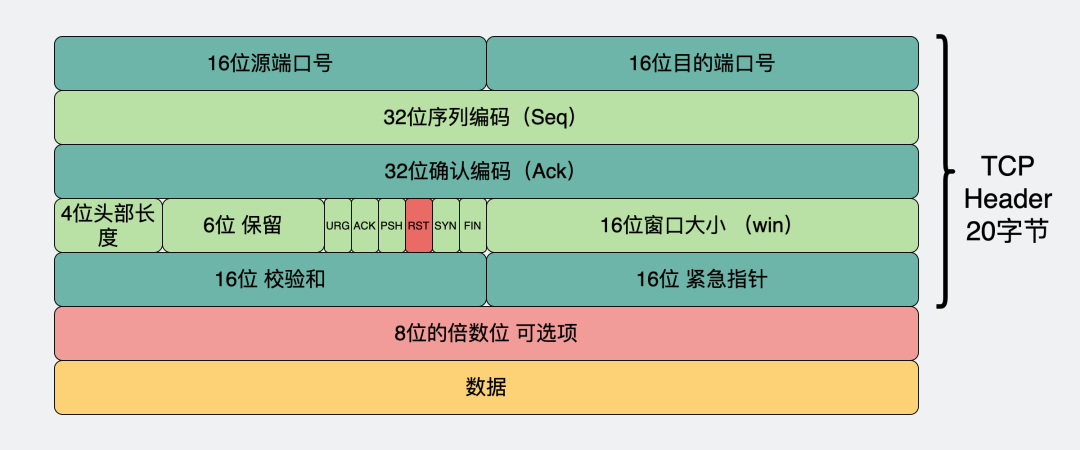 16位源端口号
16位目的端口号
32位序列编码（Seq）
32位确认编码（Ack）
4位头部长
度
6位 保留
URG
ACK
PSH
RST
SYN
FIN
16位窗口大小 （win）
16位 校验和
16位 紧急指针
8位的倍数位 可选项
数据
TCP
Header
20字节